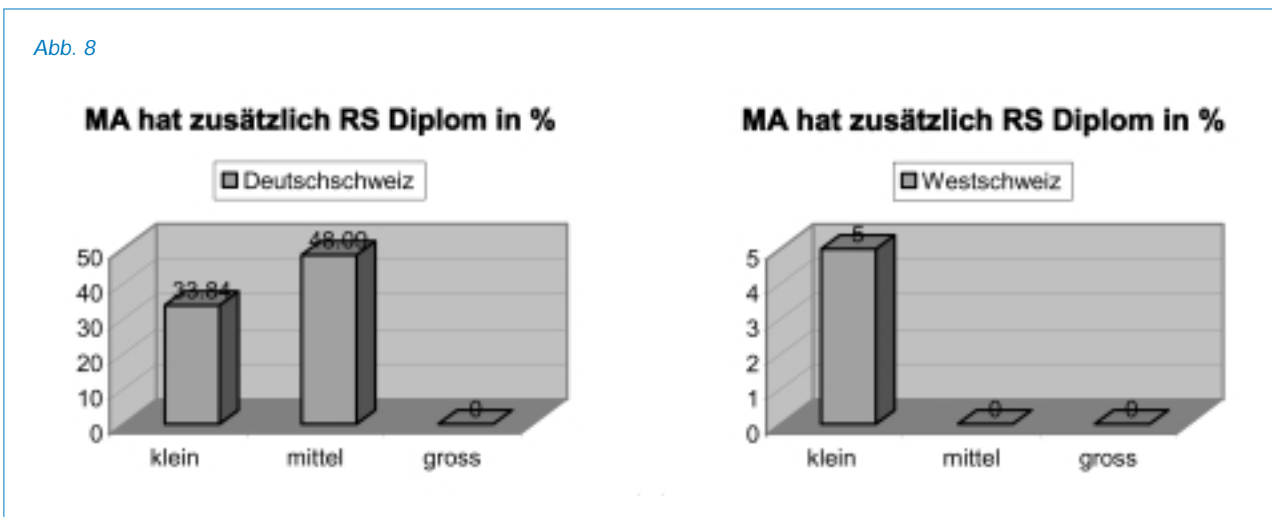 Abb. 8
MA hat zusätzlich RS Diplom in %
Deutschschweiz
50
40
30
20
10
0
33.84
48.00
0
klein mittel gross
MA hat zusätzlich RS Diplom in %
Westschweiz
5
4
3
2
1
0
5
0
0
klein mittel gross